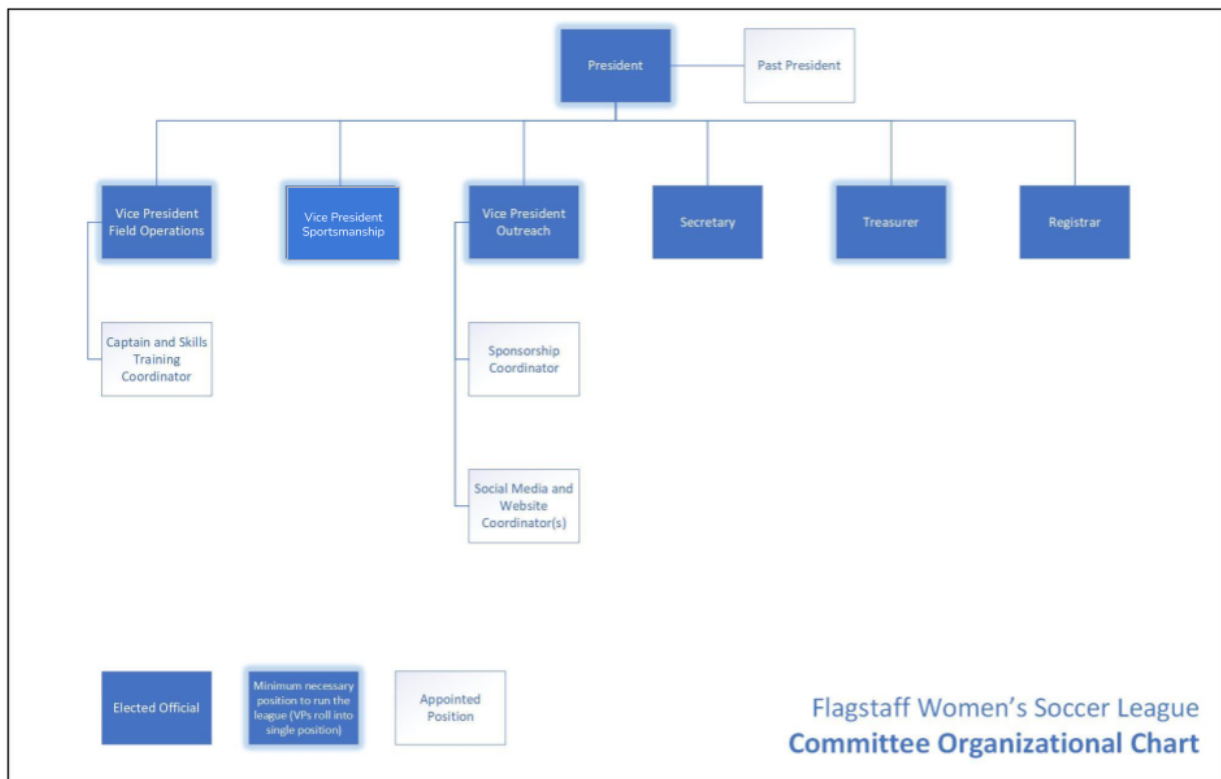 President
Past President
Vice President
Field Operations
Vice President
Sportsmanship
Vice President
Outreach
Secretary
Treasurer
Registrar
Captain and Skills
Training
Coordinator
Sponsorship
Coordinator
Social Media and
Website
Coordinator(s)
Elected Official
Minimum necessary
position to run the
league (VPs roll into
single position)
Appointed
Position
Flagstaff Women's Soccer League
Committee Organizational Chart